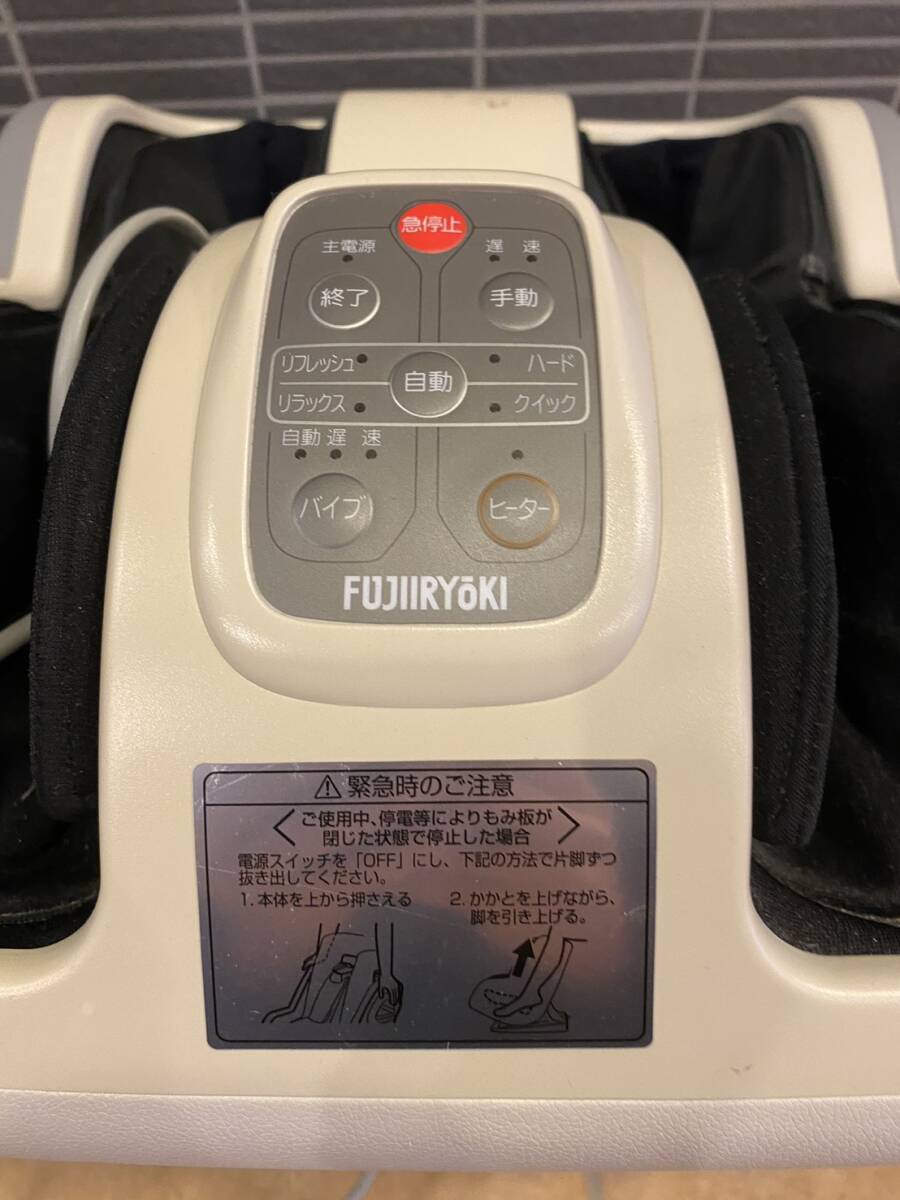 急停止
主電源
遅 速
終了
手動
リフレッシュ
ハード
自動
リラックス
クイック
自動 遅 速
バイブ
ヒーター
FUJIIRYōKI
緊急時のご注意
ご使用中、停電等によりもみ板が
閉じた状態で停止した場合
電源スイッチを「OFF」にし、下記の方法で片脚ずつ
抜き出してください。
1. 本体を上から押さえる
2. かかとを上げながら、
脚を引き上げる。